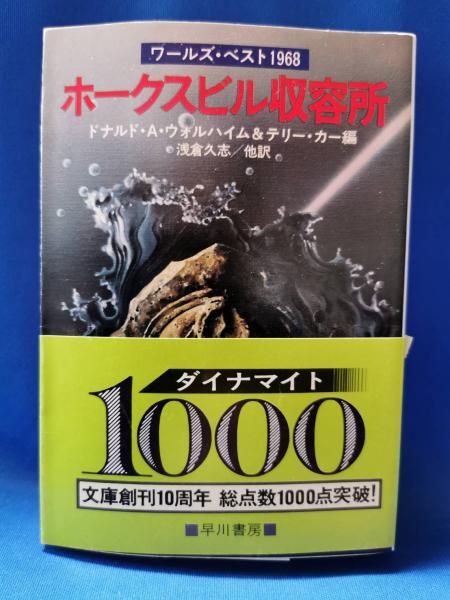 ワールズ・ベスト1968
ホークスビル収容所
ドナルド・A・ウォルハイム&テリー・カー編
浅倉久志/他訳
ダイナマイト
1000
文庫創刊10周年 総点数1000点突破!
■早川書房■